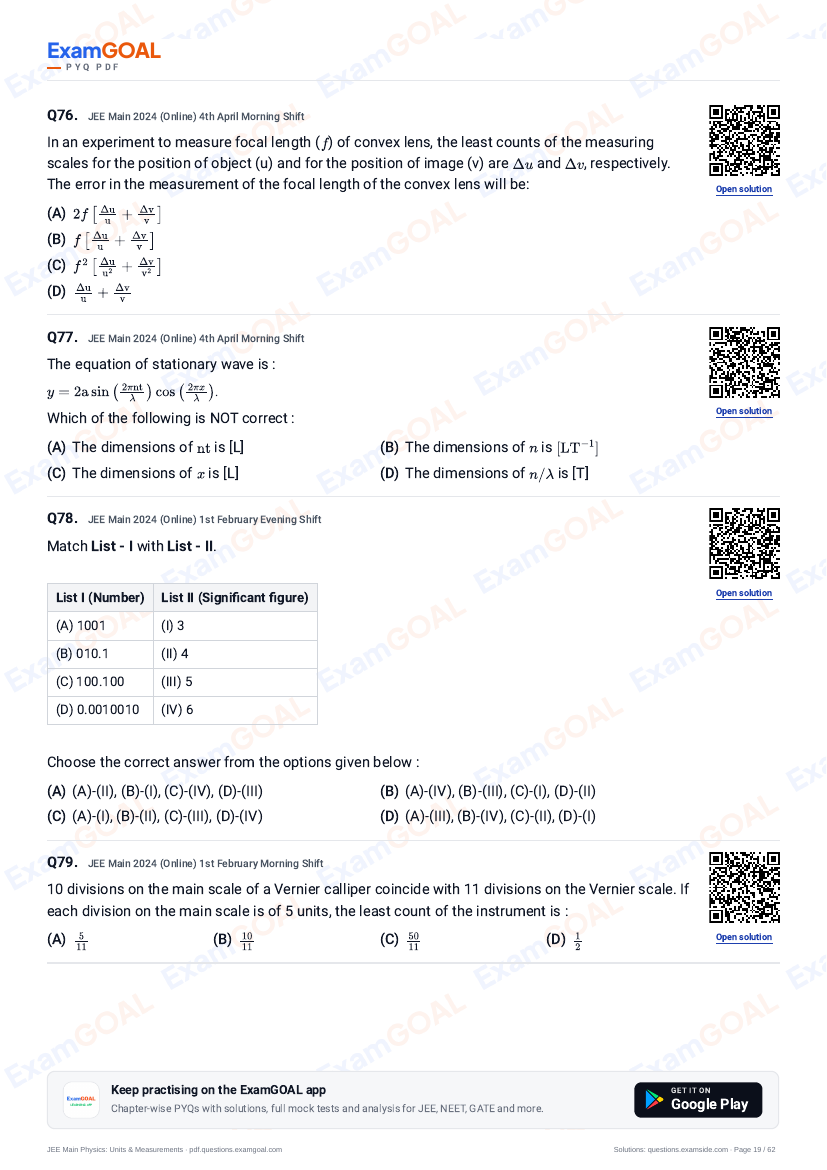 ExamGOAL
PYQ PDF
Q76. JEE Main 2024 (Online) 4th April Morning Shift
In an experiment to measure focal length (f) of convex lens, the least counts of the measuring
scales for the position of object (u) and for the position of image (v) are Δu and Δv, respectively.
The error in the measurement of the focal length of the convex lens will be:
Open solution
(A) 2f [Δu/u + Δv/v]
(B) f [Δu/u + Δv/v]
(C) f² [Δu/u² + Δv/v²]
(D) Δu/u + Δv/v
Q77. JEE Main 2024 (Online) 4th April Morning Shift
The equation of stationary wave is :
y = 2a sin (2πnt/λ) cos (2πx/λ).
Which of the following is NOT correct :
Open solution
(A) The dimensions of nt is [L]
(B) The dimensions of n is [LT⁻¹]
(C) The dimensions of x is [L]
(D) The dimensions of n/λ is [T]
Q78. JEE Main 2024 (Online) 1st February Evening Shift
Match List - I with List - II.
Open solution
List I (Number) List II (Significant figure)
(A) 1001 (I) 3
(B) 010.1 (II) 4
(C) 100.100 (III) 5
(D) 0.0010010 (IV) 6
Choose the correct answer from the options given below :
(A) (A)-(II), (B)-(I), (C)-(IV), (D)-(III)
(B) (A)-(IV), (B)-(III), (C)-(I), (D)-(II)
(C) (A)-(I), (B)-(II), (C)-(III), (D)-(IV)
(D) (A)-(III), (B)-(IV), (C)-(II), (D)-(I)
Q79. JEE Main 2024 (Online) 1st February Morning Shift
10 divisions on the main scale of a Vernier calliper coincide with 11 divisions on the Vernier scale. If
each division on the main scale is of 5 units, the least count of the instrument is :
(A) 5/11 (B) 10/11 (C) 50/11 (D) 1/2
Open solution
Keep practising on the ExamGOAL app
Chapter-wise PYQs with solutions, full mock tests and analysis for JEE, NEET, GATE and more.
GET IT ON
Google Play
JEE Main Physics: Units & Measurements · pdf.questions.examgoal.com
Solutions: questions.examside.com · Page 19 / 62